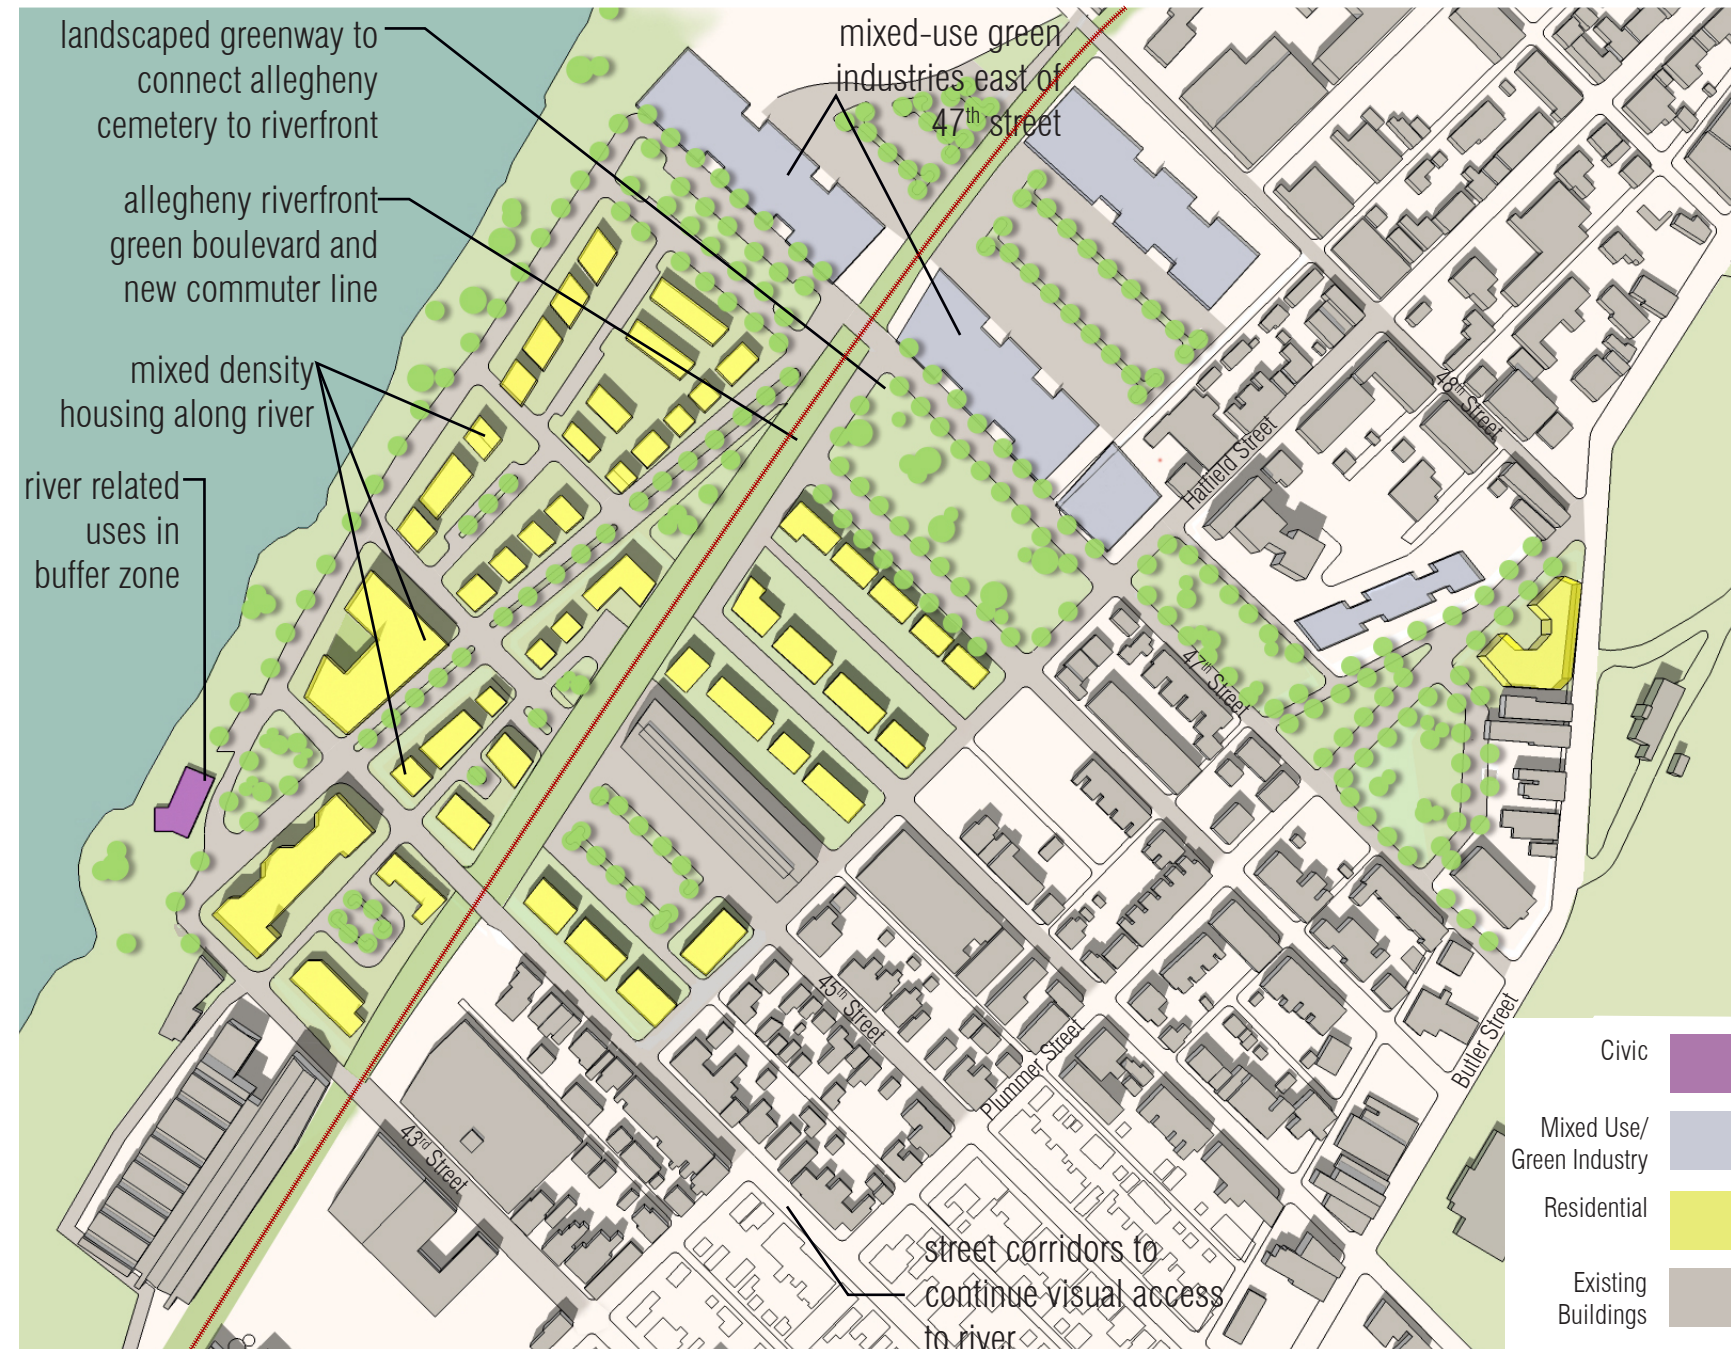 landscaped greenway to
connect allegheny
cemetery to riverfront
mixed-use green
industries east of
47th street
allegheny riverfront
green boulevard and
new commuter line
mixed density
housing along river
river related
uses in
buffer zone
48th Street
Hatfield Street
47th Street
45th Street
Plummer Street
Butler Street
43rd Street
street corridors to
continue visual access
to river
Civic
Mixed Use/
Green Industry
Residential
Existing
Buildings